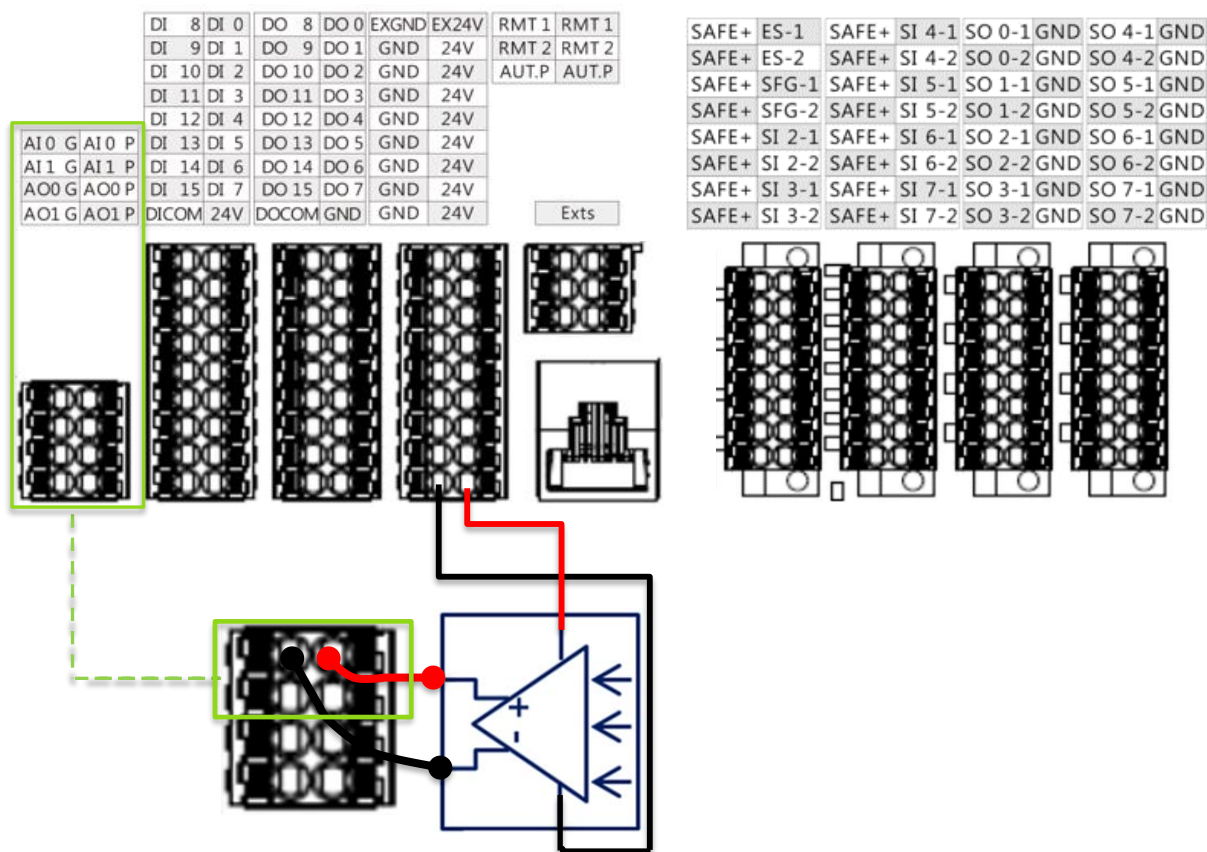 DI 8 DI 0 DO 8 DO 0 EXGND EX24V RMT 1 RMT 1
DI 9 DI 1 DO 9 DO 1 GND 24V RMT 2 RMT 2
DI 10 DI 2 DO 10 DO 2 GND 24V AUT.P AUT.P
DI 11 DI 3 DO 11 DO 3 GND 24V
DI 12 DI 4 DO 12 DO 4 GND 24V
AI 0 G AI 0 P DI 13 DI 5 DO 13 DO 5 GND 24V
AI 1 G AI 1 P DI 14 DI 6 DO 14 DO 6 GND 24V
AO0 G AO0 P DI 15 DI 7 DO 15 DO 7 GND 24V
AO1 G AO1 P DICOM 24V DOCOM GND GND 24V Exts
SAFE+ ES-1 SAFE+ SI 4-1 SO 0-1 GND SO 4-1 GND
SAFE+ ES-2 SAFE+ SI 4-2 SO 0-2 GND SO 4-2 GND
SAFE+ SFG-1 SAFE+ SI 5-1 SO 1-1 GND SO 5-1 GND
SAFE+ SFG-2 SAFE+ SI 5-2 SO 1-2 GND SO 5-2 GND
SAFE+ SI 2-1 SAFE+ SI 6-1 SO 2-1 GND SO 6-1 GND
SAFE+ SI 2-2 SAFE+ SI 6-2 SO 2-2 GND SO 6-2 GND
SAFE+ SI 3-1 SAFE+ SI 7-1 SO 3-1 GND SO 7-1 GND
SAFE+ SI 3-2 SAFE+ SI 7-2 SO 3-2 GND SO 7-2 GND
+
-